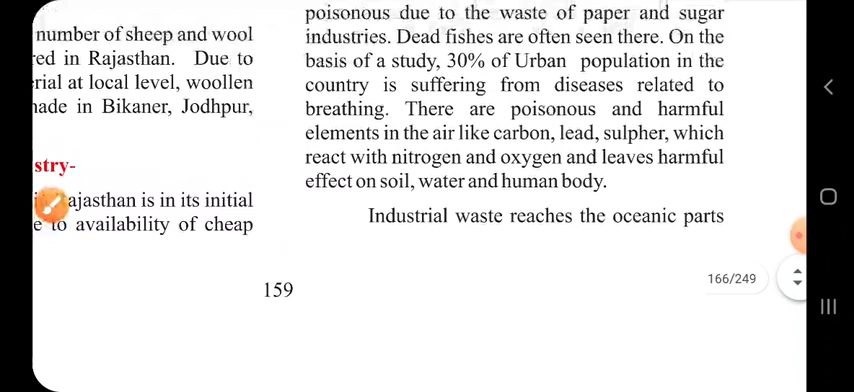 number of sheep and wool
red in Rajasthan. Due to
rial at local level, woollen
made in Bikaner, Jodhpur,
stry-
ajasthan is in its initial
e to availability of cheap
poisonous due to the waste of paper and sugar
industries. Dead fishes are often seen there. On the
basis of a study, 30% of Urban population in the
country is suffering from diseases related to
breathing. There are poisonous and harmful
elements in the air like carbon, lead, sulpher, which
react with nitrogen and oxygen and leaves harmful
effect on soil, water and human body.
Industrial waste reaches the oceanic parts
159
166/249